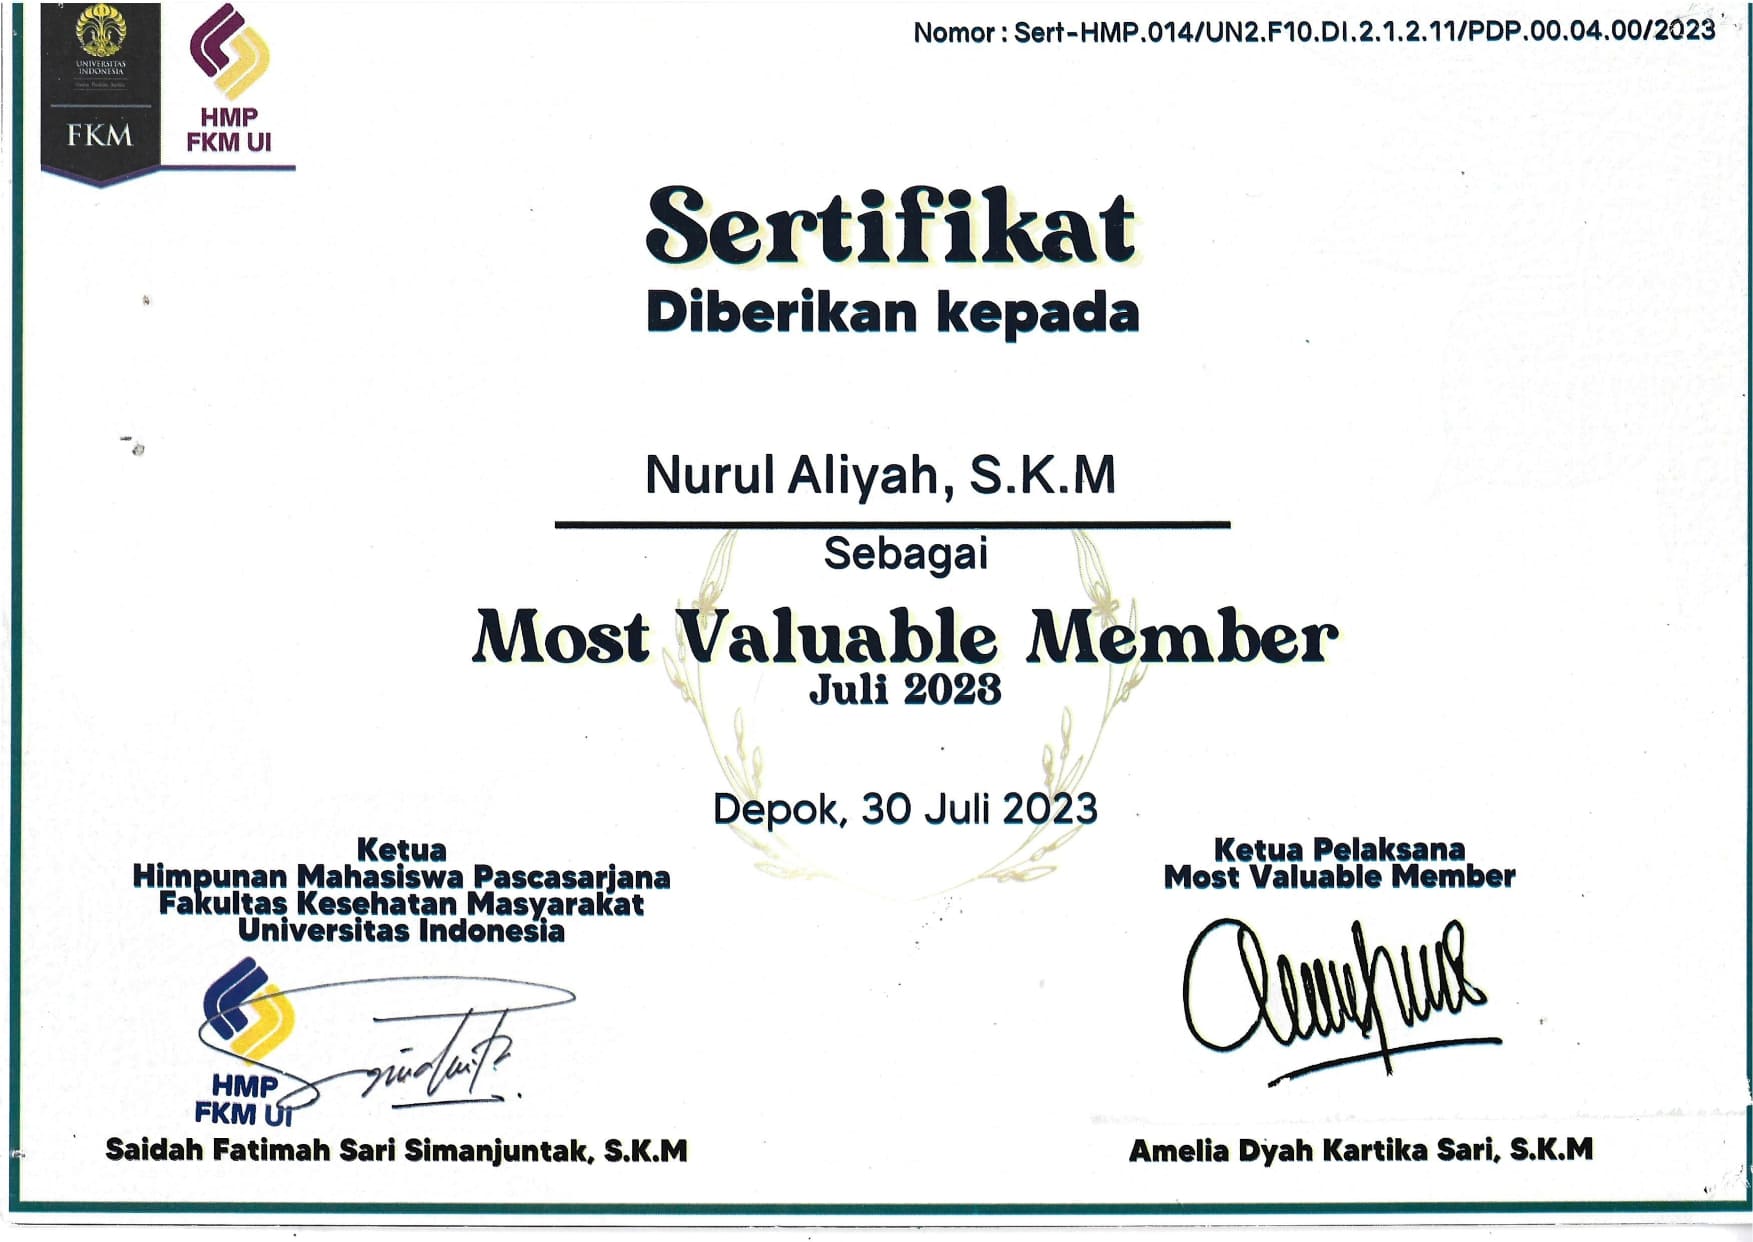 UNIVERSITAS
INDONESIA
FKM
HMP
FKM UI
Nomor : Sert-HMP.014/UN2.F10.DI.2.1.2.11/PDP.00.04.00/2023
Sertifikat
Diberikan kepada
Nurul Aliyah, S.K.M
Sebagai
Most Valuable Member
Juli 2023
Depok, 30 Juli 2023
Ketua
Himpunan Mahasiswa Pascasarjana
Fakultas Kesehatan Masyarakat
Universitas Indonesia
HMP
FKM UI
Saidah Fatimah Sari Simanjuntak, S.K.M
Ketua Pelaksana
Most Valuable Member
Amelia Dyah Kartika Sari, S.K.M